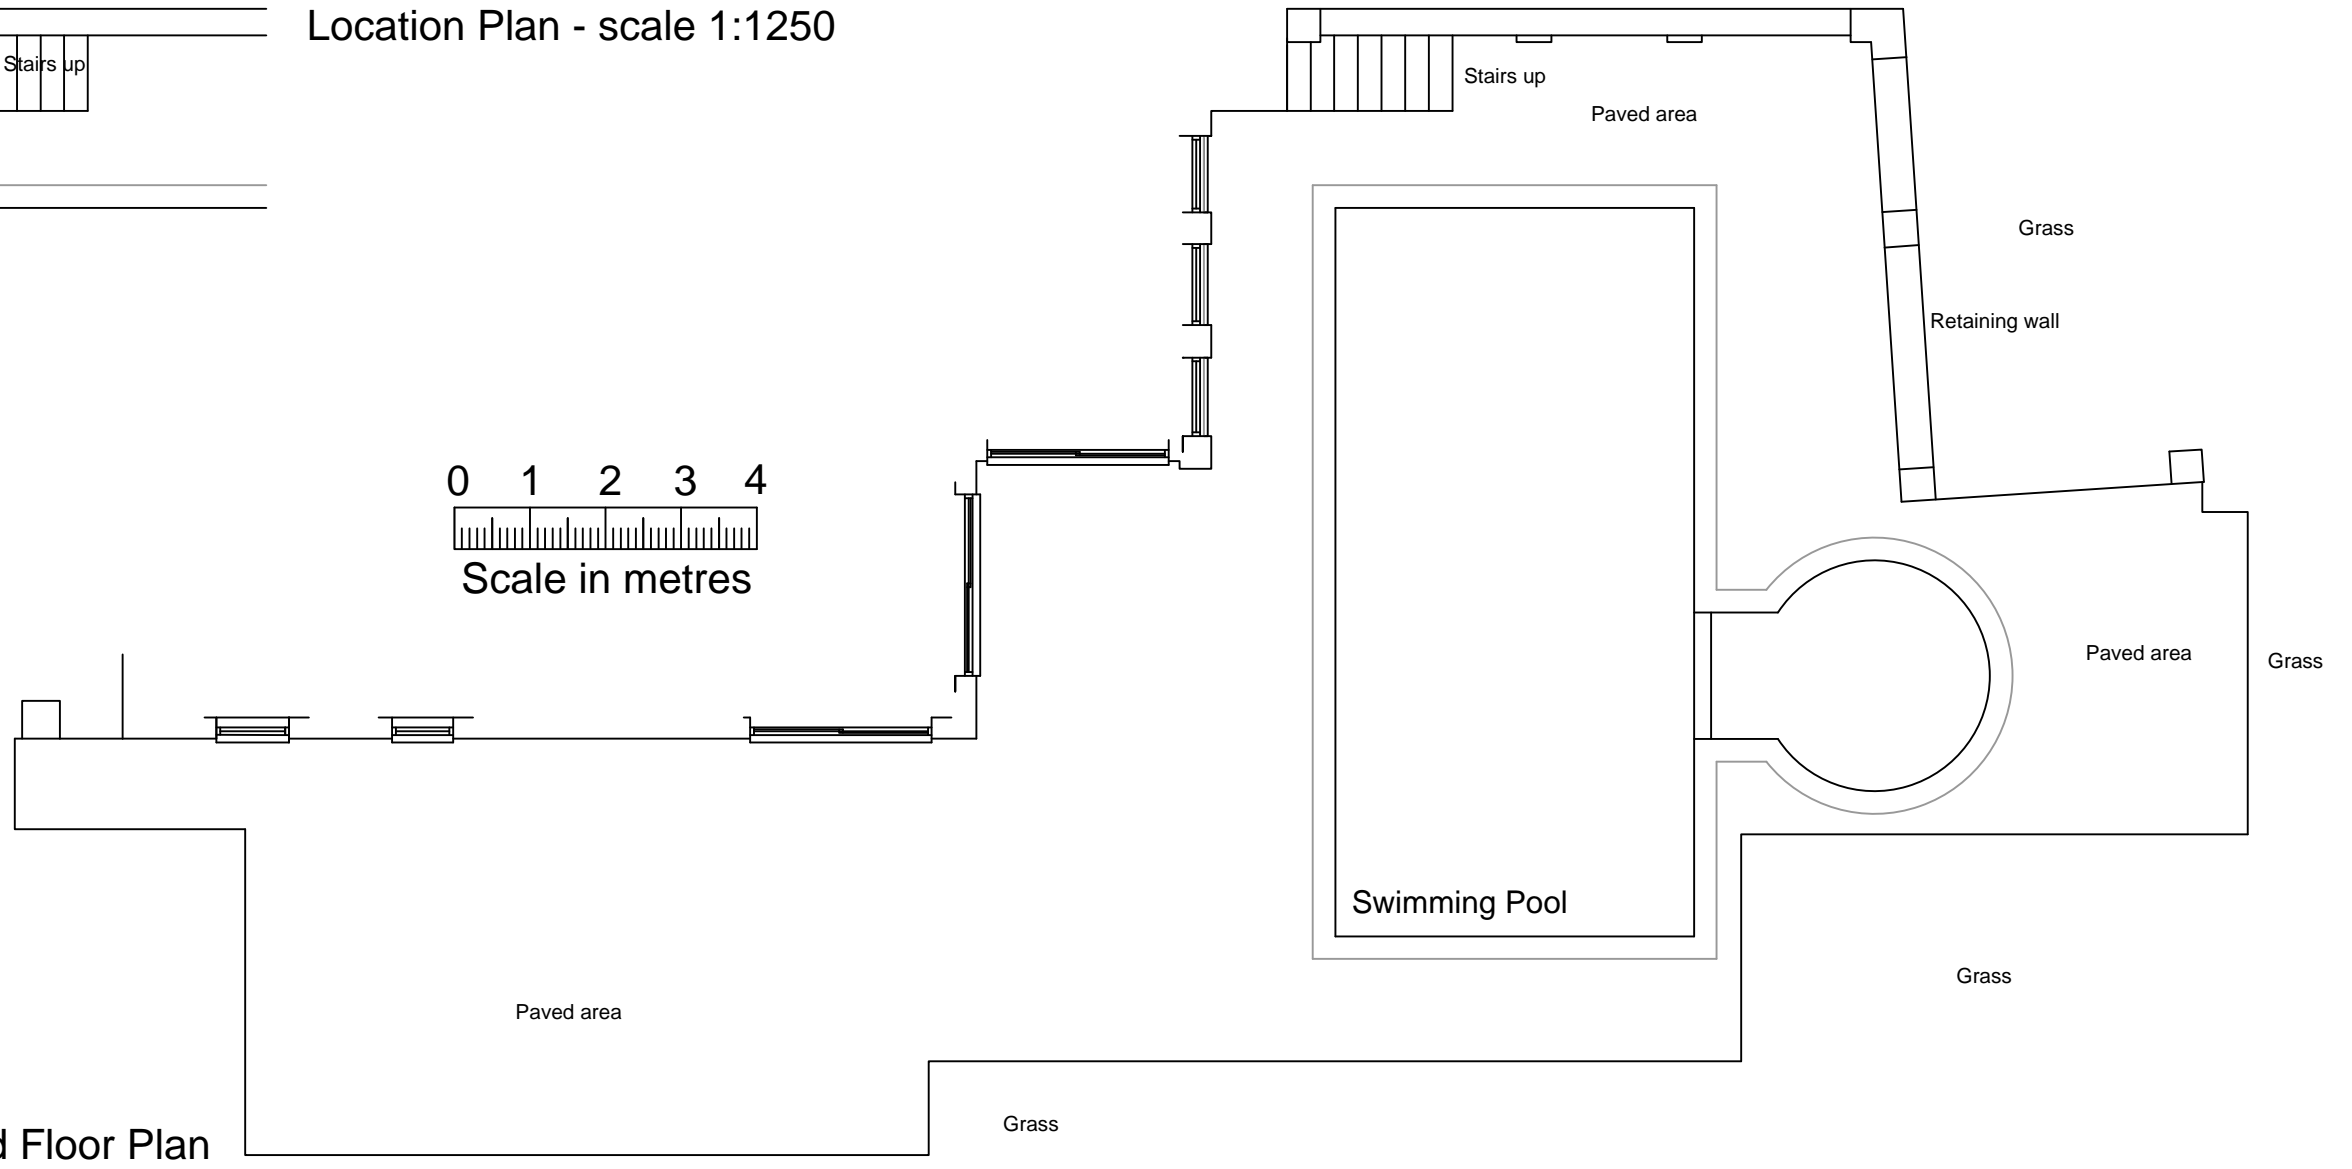 Location Plan - scale 1:1250
Stairs up
Stairs up
Paved area
Grass
Retaining wall
0 1 2 3 4
Scale in metres
Paved area
Grass
Swimming Pool
Grass
Paved area
Grass
Floor Plan